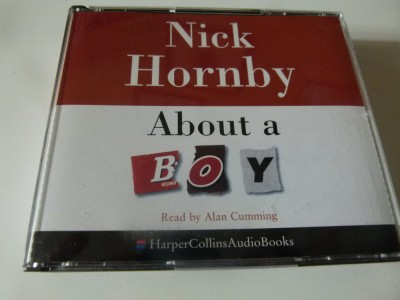 Nick
Hornby
About a
BOY
Read by Alan Cumming
HarperCollinsAudioBooks